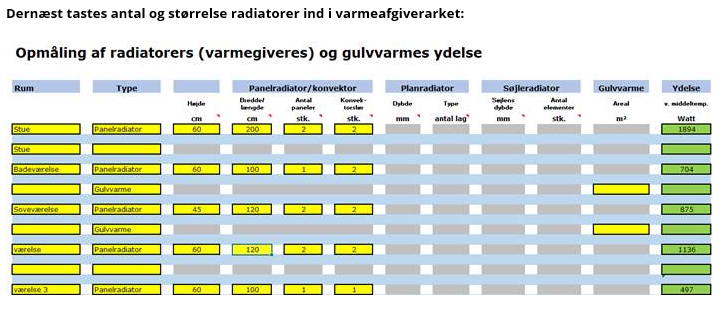 Dernæst tastes antal og størrelse radiatorer ind i varmeafgiverarket:
Opmåling af radiatorers (varmegiveres) og gulvvarmes ydelse
Rum Type Panelradiator/konvektor Planradiator Søjleradiator Gulvvarme Ydelse
Højde Bredde/længde Antal paneler Konvek-torslør Dybde Type Søjlens dybde Antal elementer Areal v. middeltemp.
cm cm stk. stk. mm antal lag mm stk. m² Watt
Stue Panelradiator 60 200 2 2 1894
Stue
Badeværelse Panelradiator 60 100 1 2 704
Gulvvarme
Soveværelse Panelradiator 45 120 2 2 875
Gulvvarme
værelse Panelradiator 60 120 2 2 1136
værelse 3 Panelradiator 60 100 1 1 497